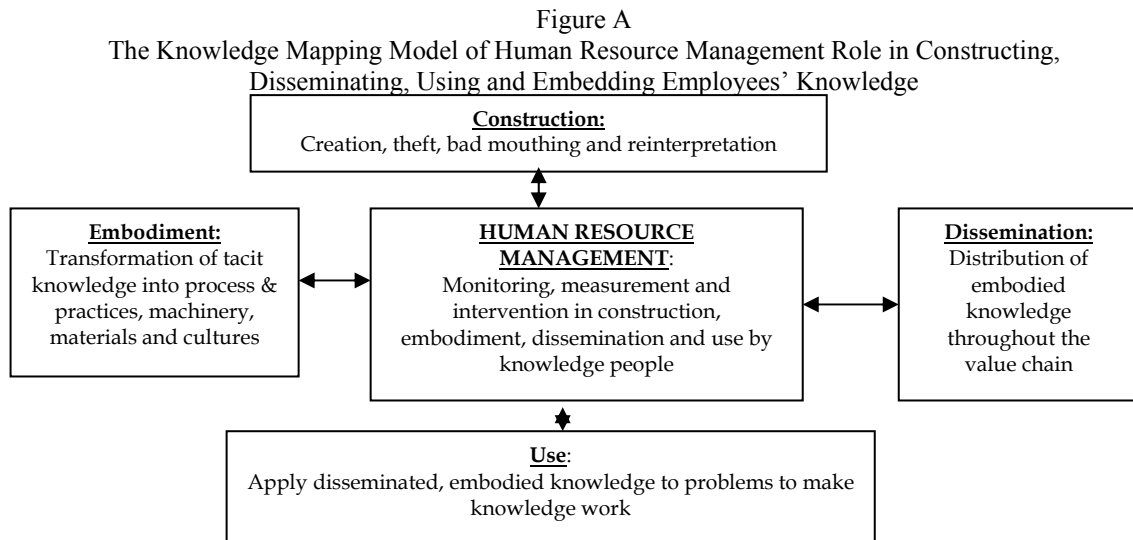 Figure A
The Knowledge Mapping Model of Human Resource Management Role in Constructing,
Disseminating, Using and Embedding Employees' Knowledge
Construction:
Creation, theft, bad mouthing and reinterpretation
Embodiment:
Transformation of tacit
knowledge into process &
practices, machinery,
materials and cultures
HUMAN RESOURCE
MANAGEMENT:
Monitoring, measurement and
intervention in construction,
embodiment, dissemination and use by
knowledge people
Dissemination:
Distribution of
embodied
knowledge
throughout the
value chain
Use:
Apply disseminated, embodied knowledge to problems to make
knowledge work